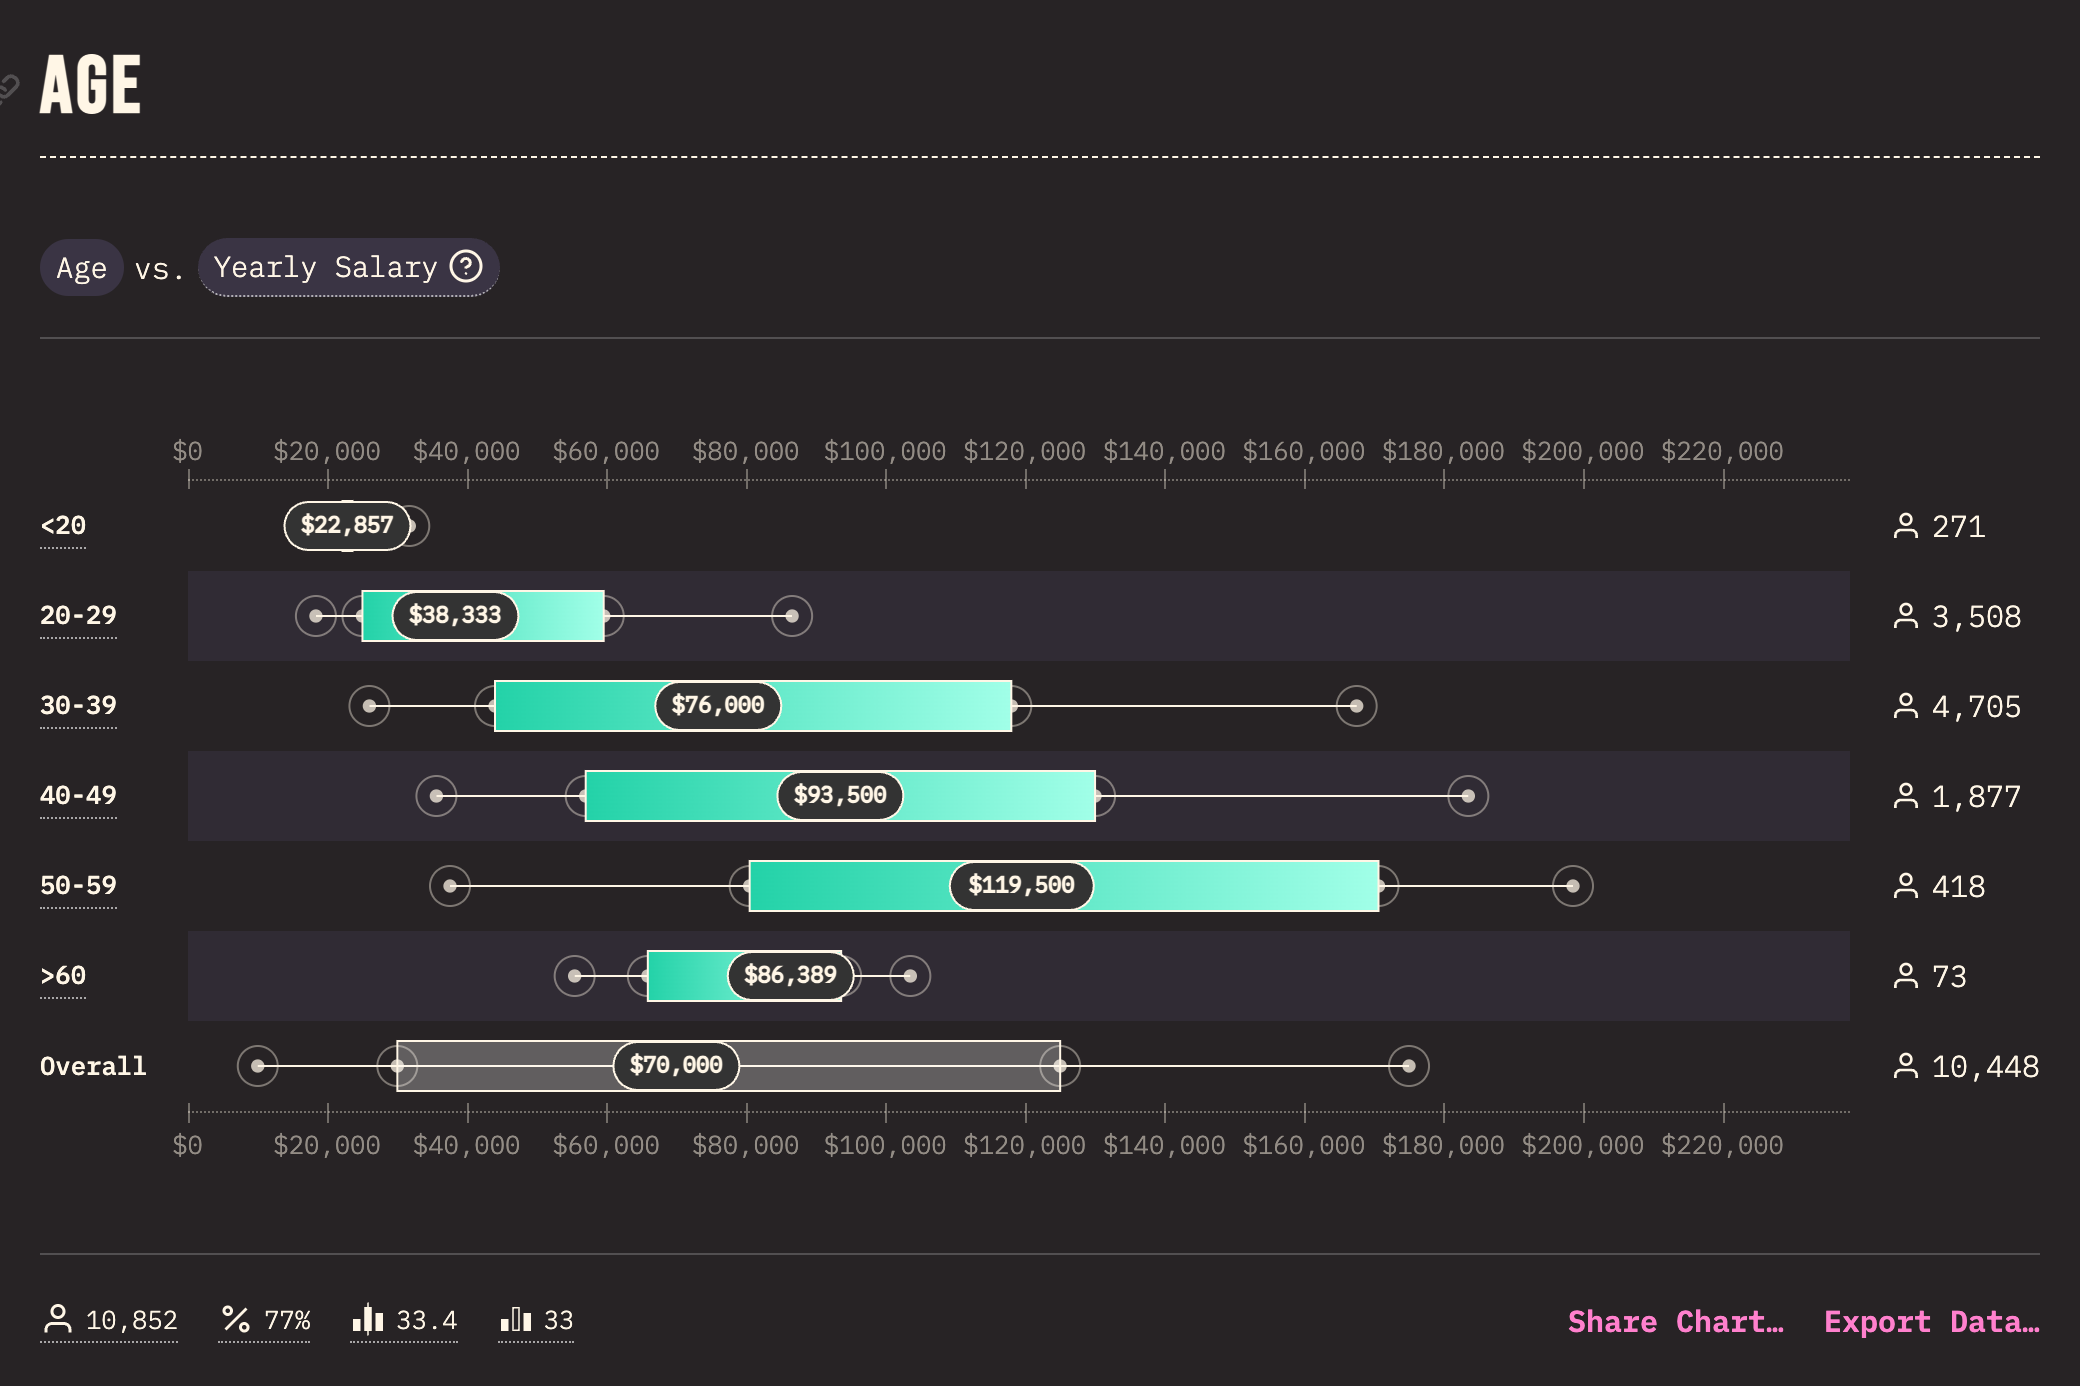 AGE
Age vs. Yearly Salary ?
$0 $20,000 $40,000 $60,000 $80,000 $100,000 $120,000 $140,000 $160,000 $180,000 $200,000 $220,000
<20 $22,857 271
20-29 $38,333 3,508
30-39 $76,000 4,705
40-49 $93,500 1,877
50-59 $119,500 418
>60 $86,389 73
Overall $70,000 10,448
$0 $20,000 $40,000 $60,000 $80,000 $100,000 $120,000 $140,000 $160,000 $180,000 $200,000 $220,000
10,852 % 77% 33.4 33 Share Chart… Export Data…